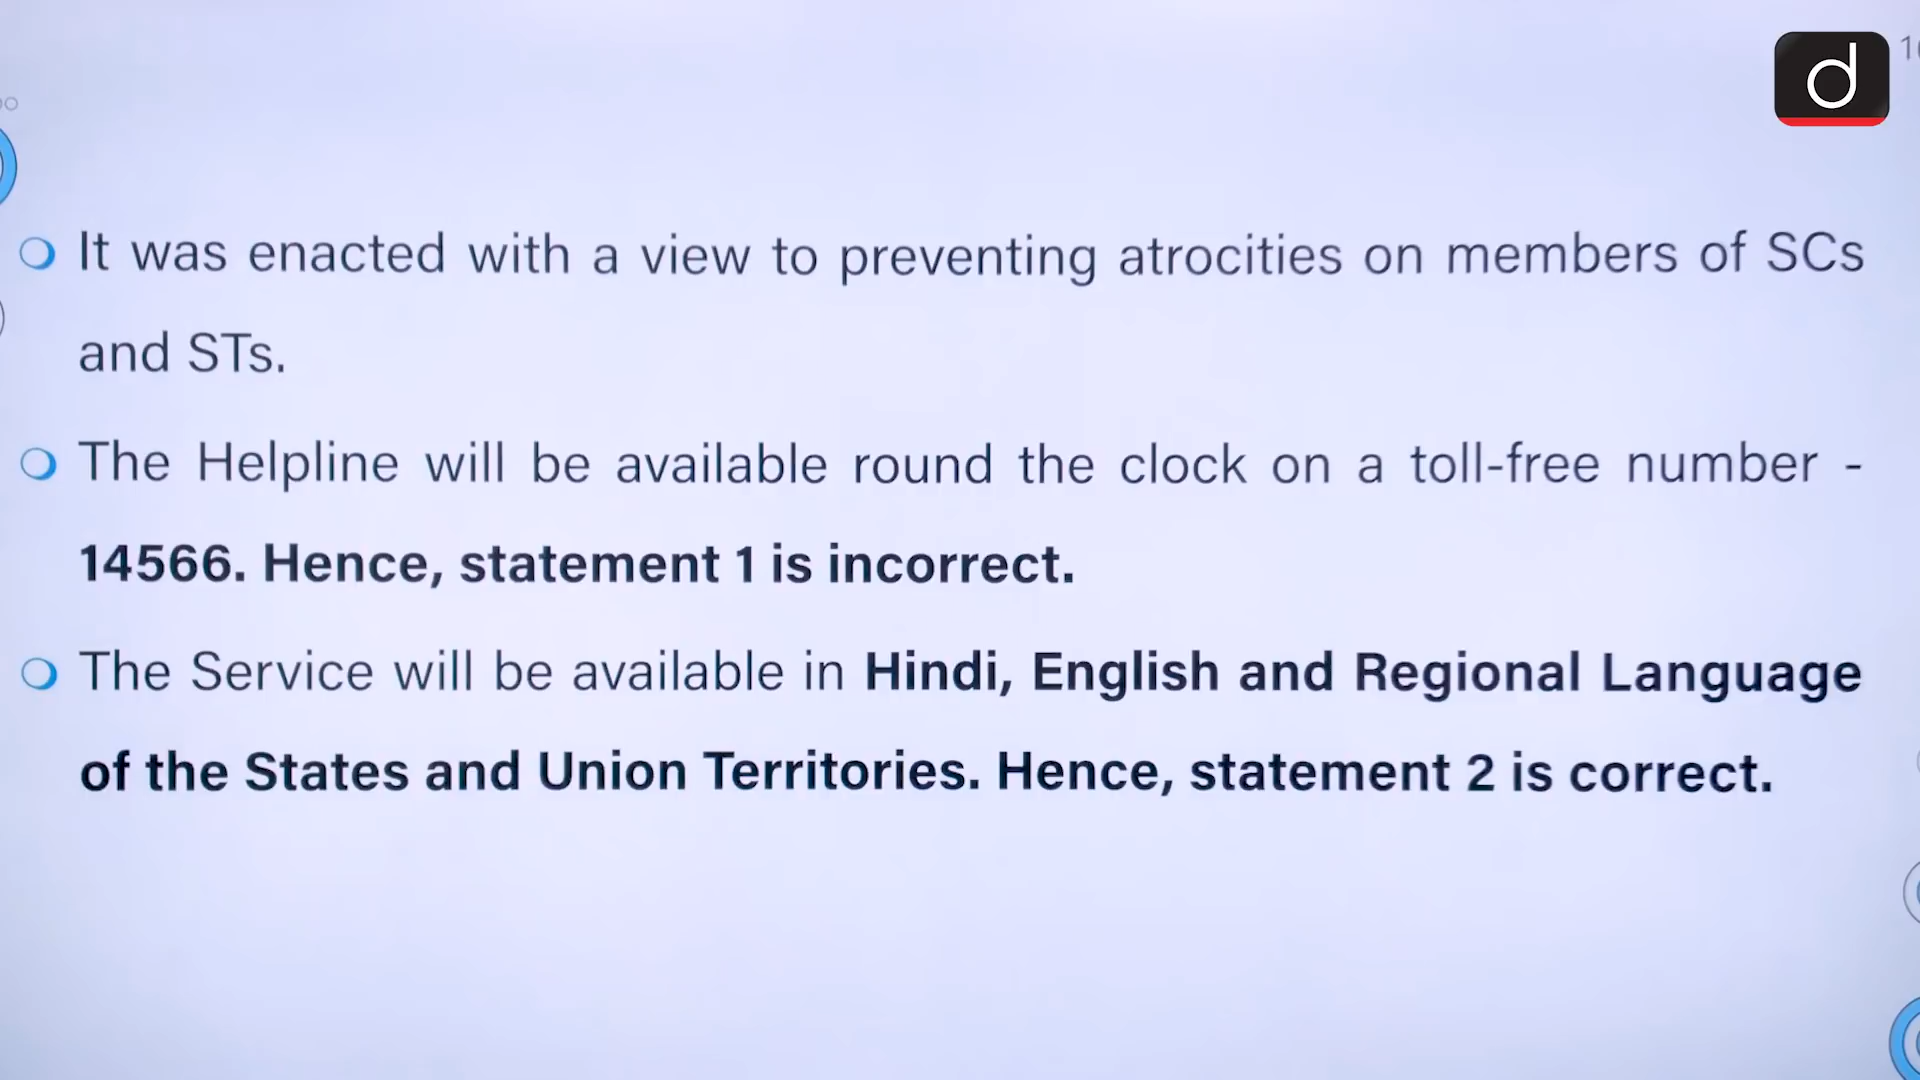 It was enacted with a view to preventing atrocities on members of SCs
and STs.
The Helpline will be available round the clock on a toll-free number -
14566. Hence, statement 1 is incorrect.
The Service will be available in Hindi, English and Regional Language
of the States and Union Territories. Hence, statement 2 is correct.
d